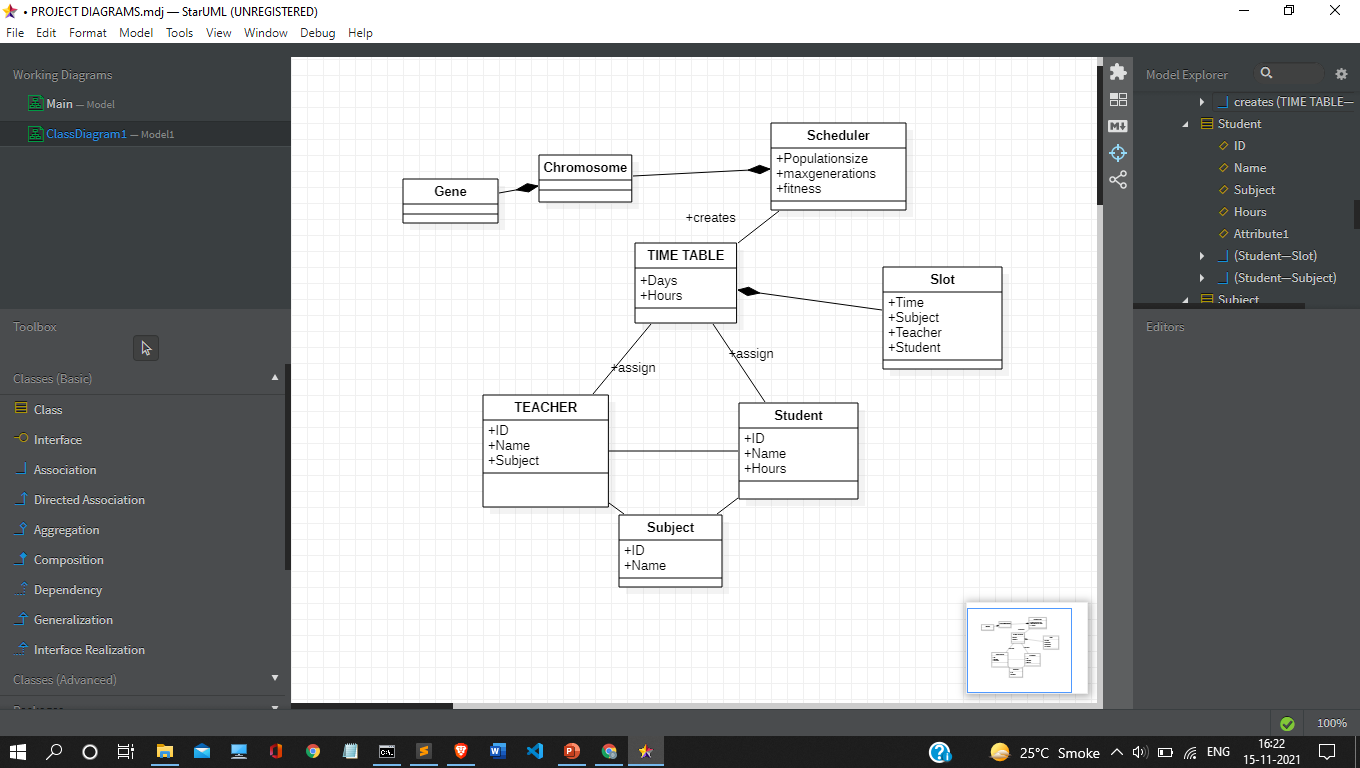 • PROJECT DIAGRAMS.mdj — StarUML (UNREGISTERED)
File Edit Format Model Tools View Window Debug Help
Working Diagrams
Main — Model
ClassDiagram1 — Model1
Toolbox
Classes (Basic)
Class
Interface
Association
Directed Association
Aggregation
Composition
Dependency
Generalization
Interface Realization
Classes (Advanced)
Gene
Chromosome
Scheduler
+Populationsize
+maxgenerations
+fitness
+creates
TIME TABLE
+Days
+Hours
Slot
+Time
+Subject
+Teacher
+Student
+assign
+assign
TEACHER
+ID
+Name
+Subject
Student
+ID
+Name
+Hours
Subject
+ID
+Name
M
Model Explorer
creates (TIME TABLE—
Student
ID
Name
Subject
Hours
Attribute1
(Student—Slot)
(Student—Subject)
Subject
Editors
100%
25°C Smoke
ENG
16:22
15-11-2021